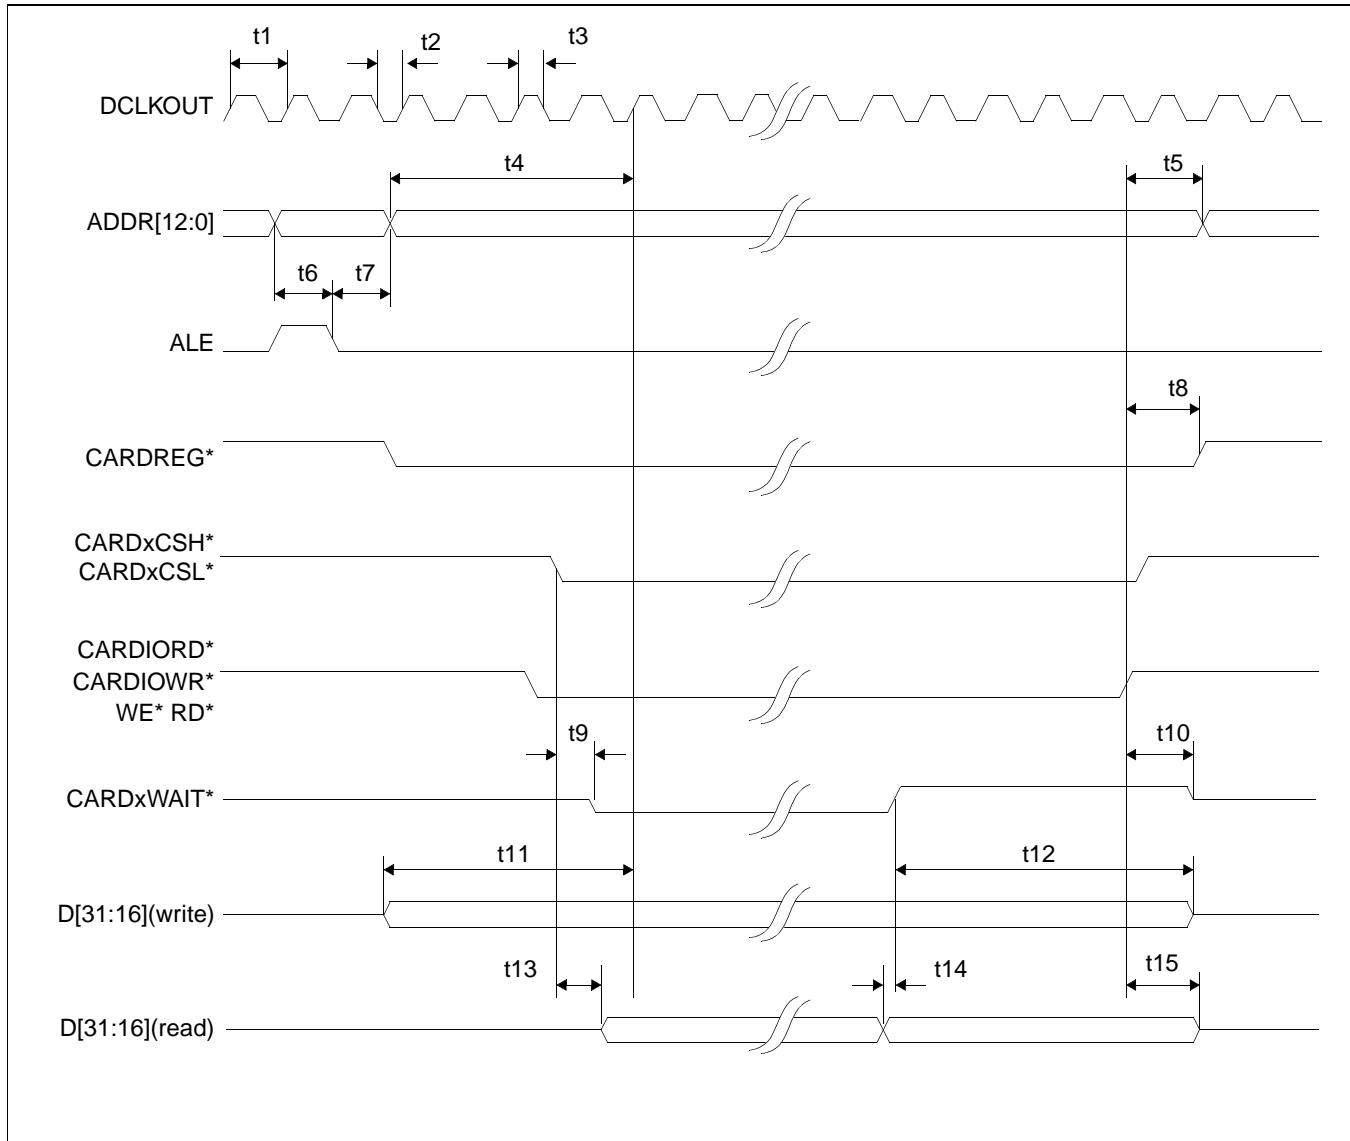 t1
t2
t3
DCLKOUT
t4
t5
ADDR[12:0]
t6
t7
ALE
t8
CARDREG*
CARDxCSH*
CARDxCSL*
CARDIORD*
CARDIOWR*
WE* RD*
t9
t10
CARDxWAIT*
t11
t12
D[31:16](write)
t13
t14
t15
D[31:16](read)